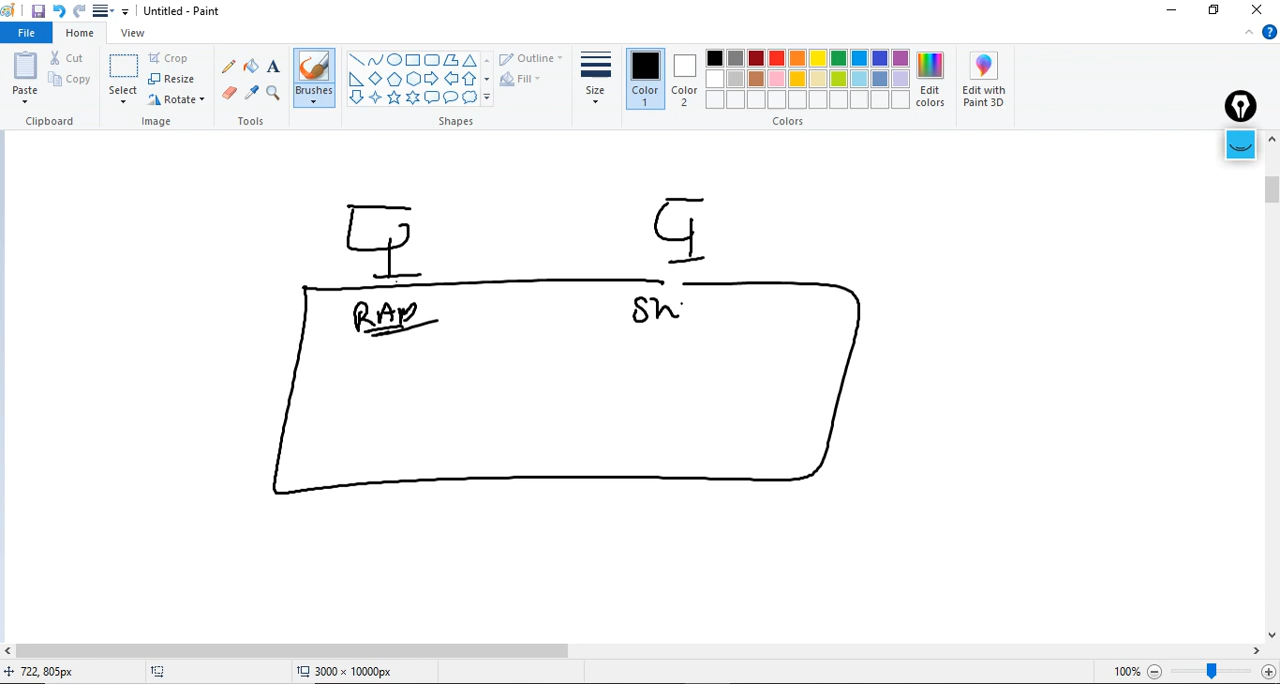 Untitled - Paint
File Home View
Paste
Cut
Copy
Clipboard
Select
Crop
Resize
Rotate
Image
A
Tools
Brushes
Shapes
Outline
Fill
Size
Color 1
Color 2
Colors
Edit colors
Edit with Paint 3D
RAM
Sh
722, 805px
3000 × 10000px
100%